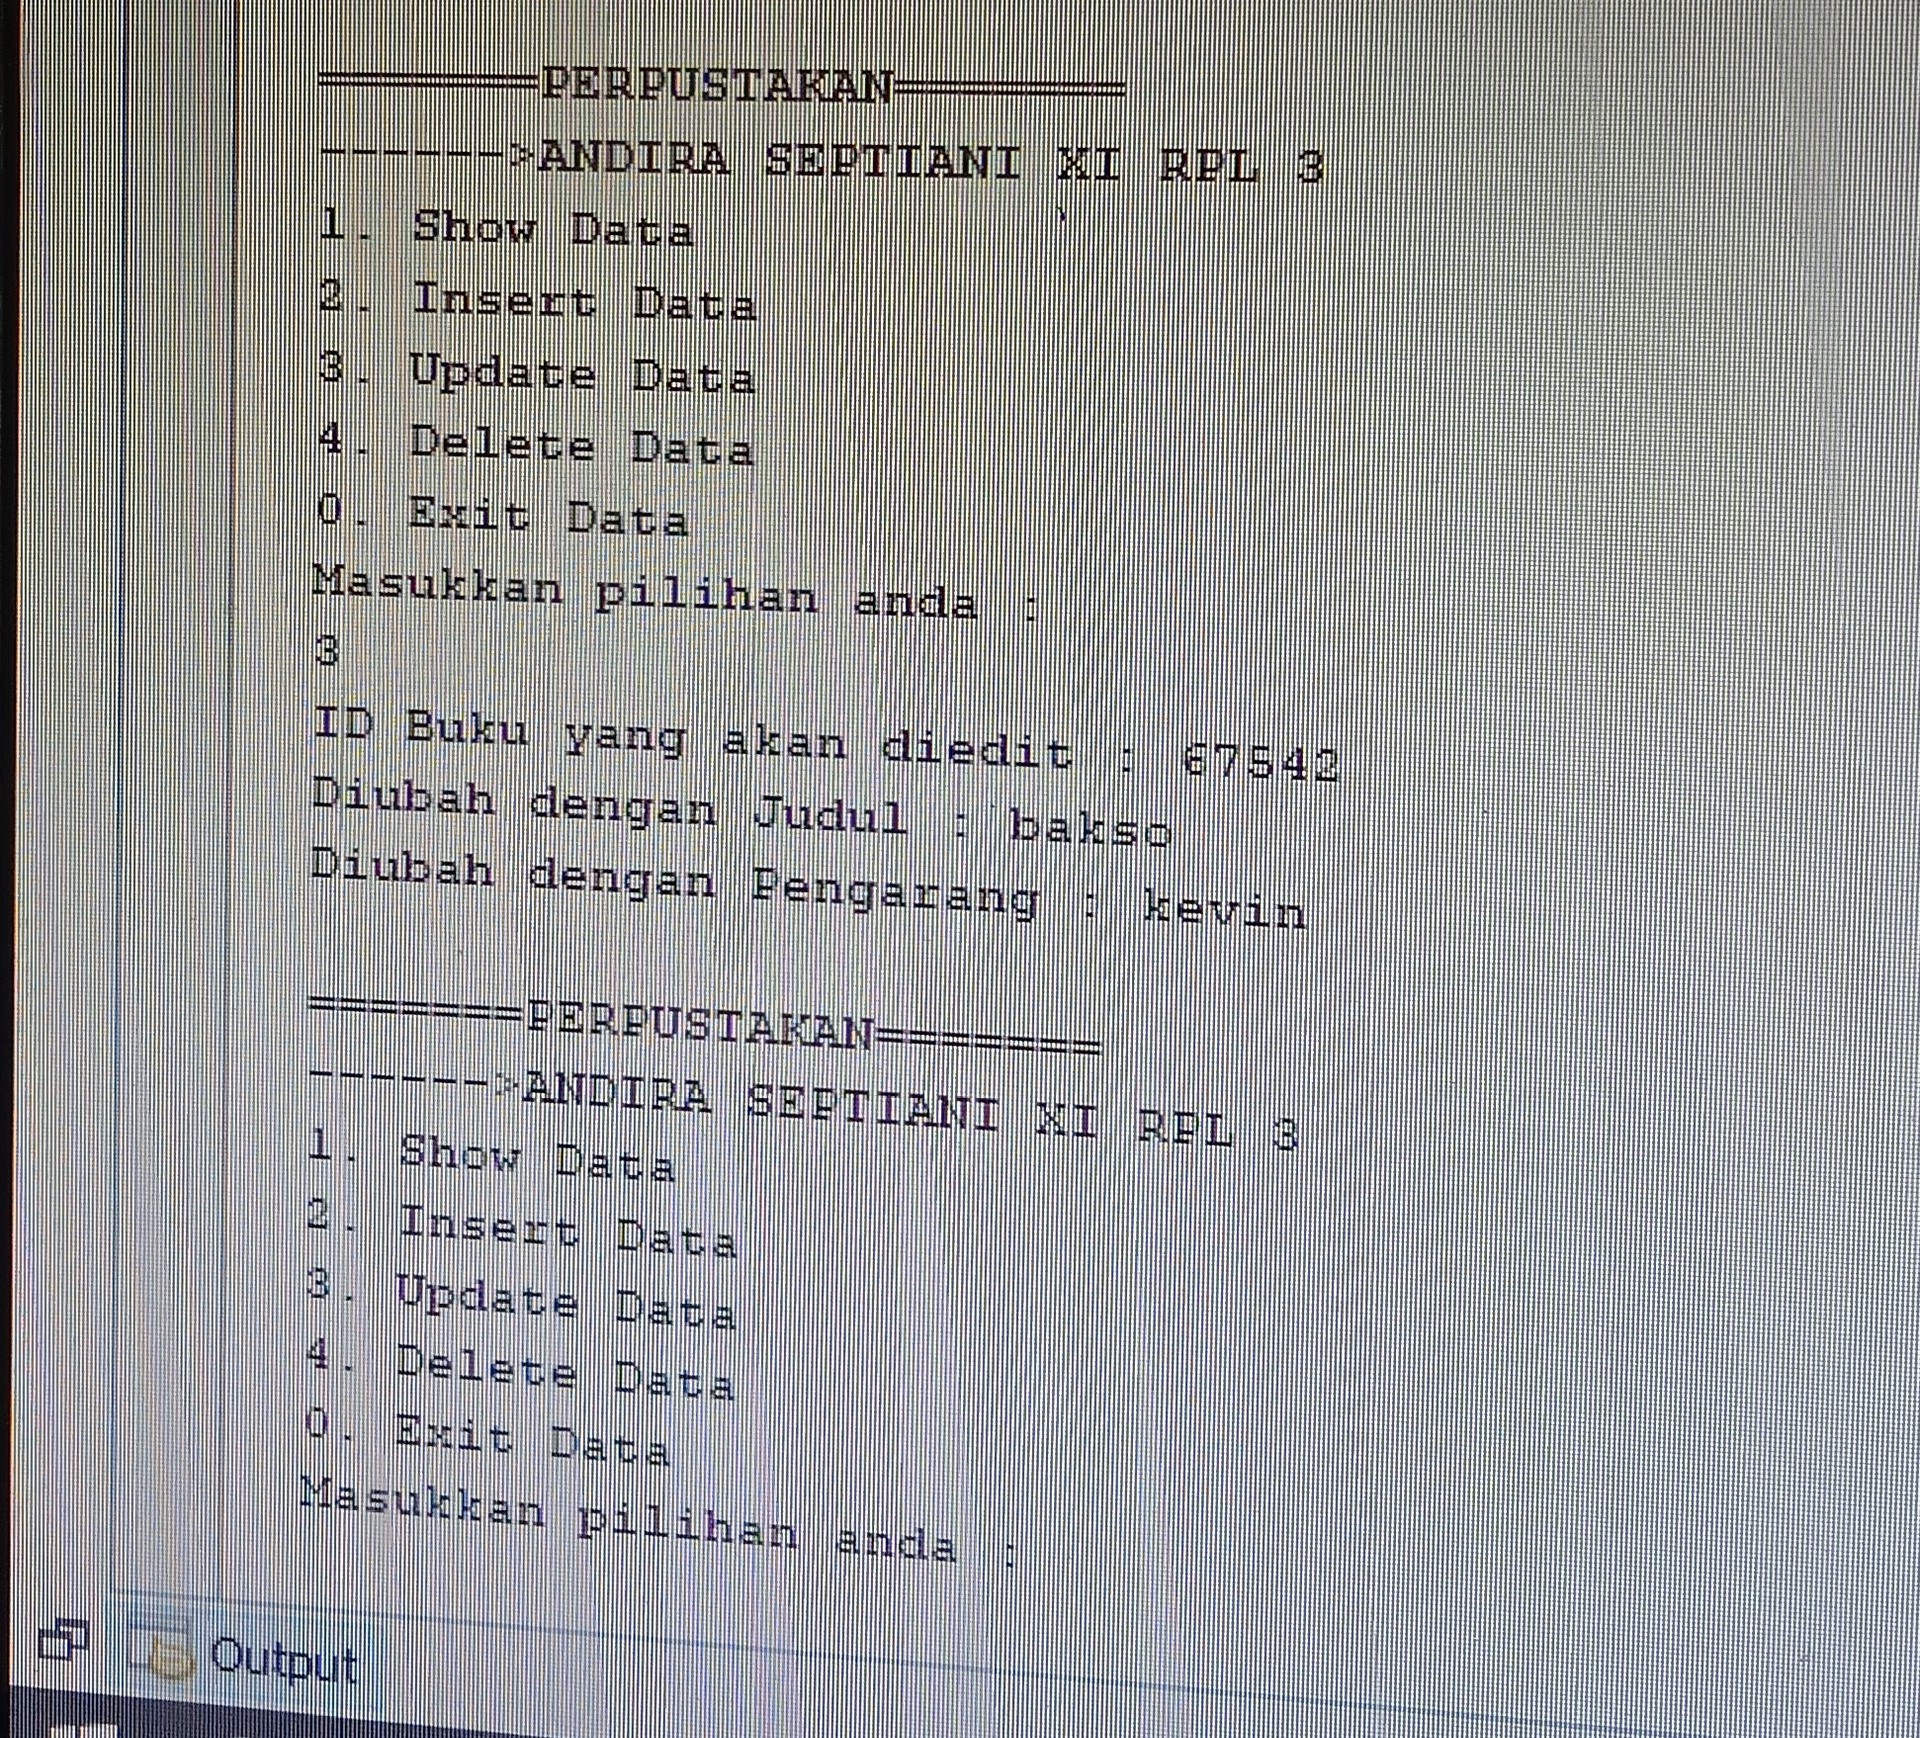 =======PERPUSTAKAN=======
------>ANDIRA SEPTIANI XI RPL 3
1. Show Data
2. Insert Data
3. Update Data
4. Delete Data
0. Exit Data
Masukkan pilihan anda :
3
ID Buku yang akan diedit : 67542
Diubah dengan Judul : bakso
Diubah dengan Pengarang : kevin
=======PERPUSTAKAN=======
------>ANDIRA SEPTIANI XI RPL 3
1. Show Data
2. Insert Data
3. Update Data
4. Delete Data
0. Exit Data
Masukkan pilihan anda :
Output